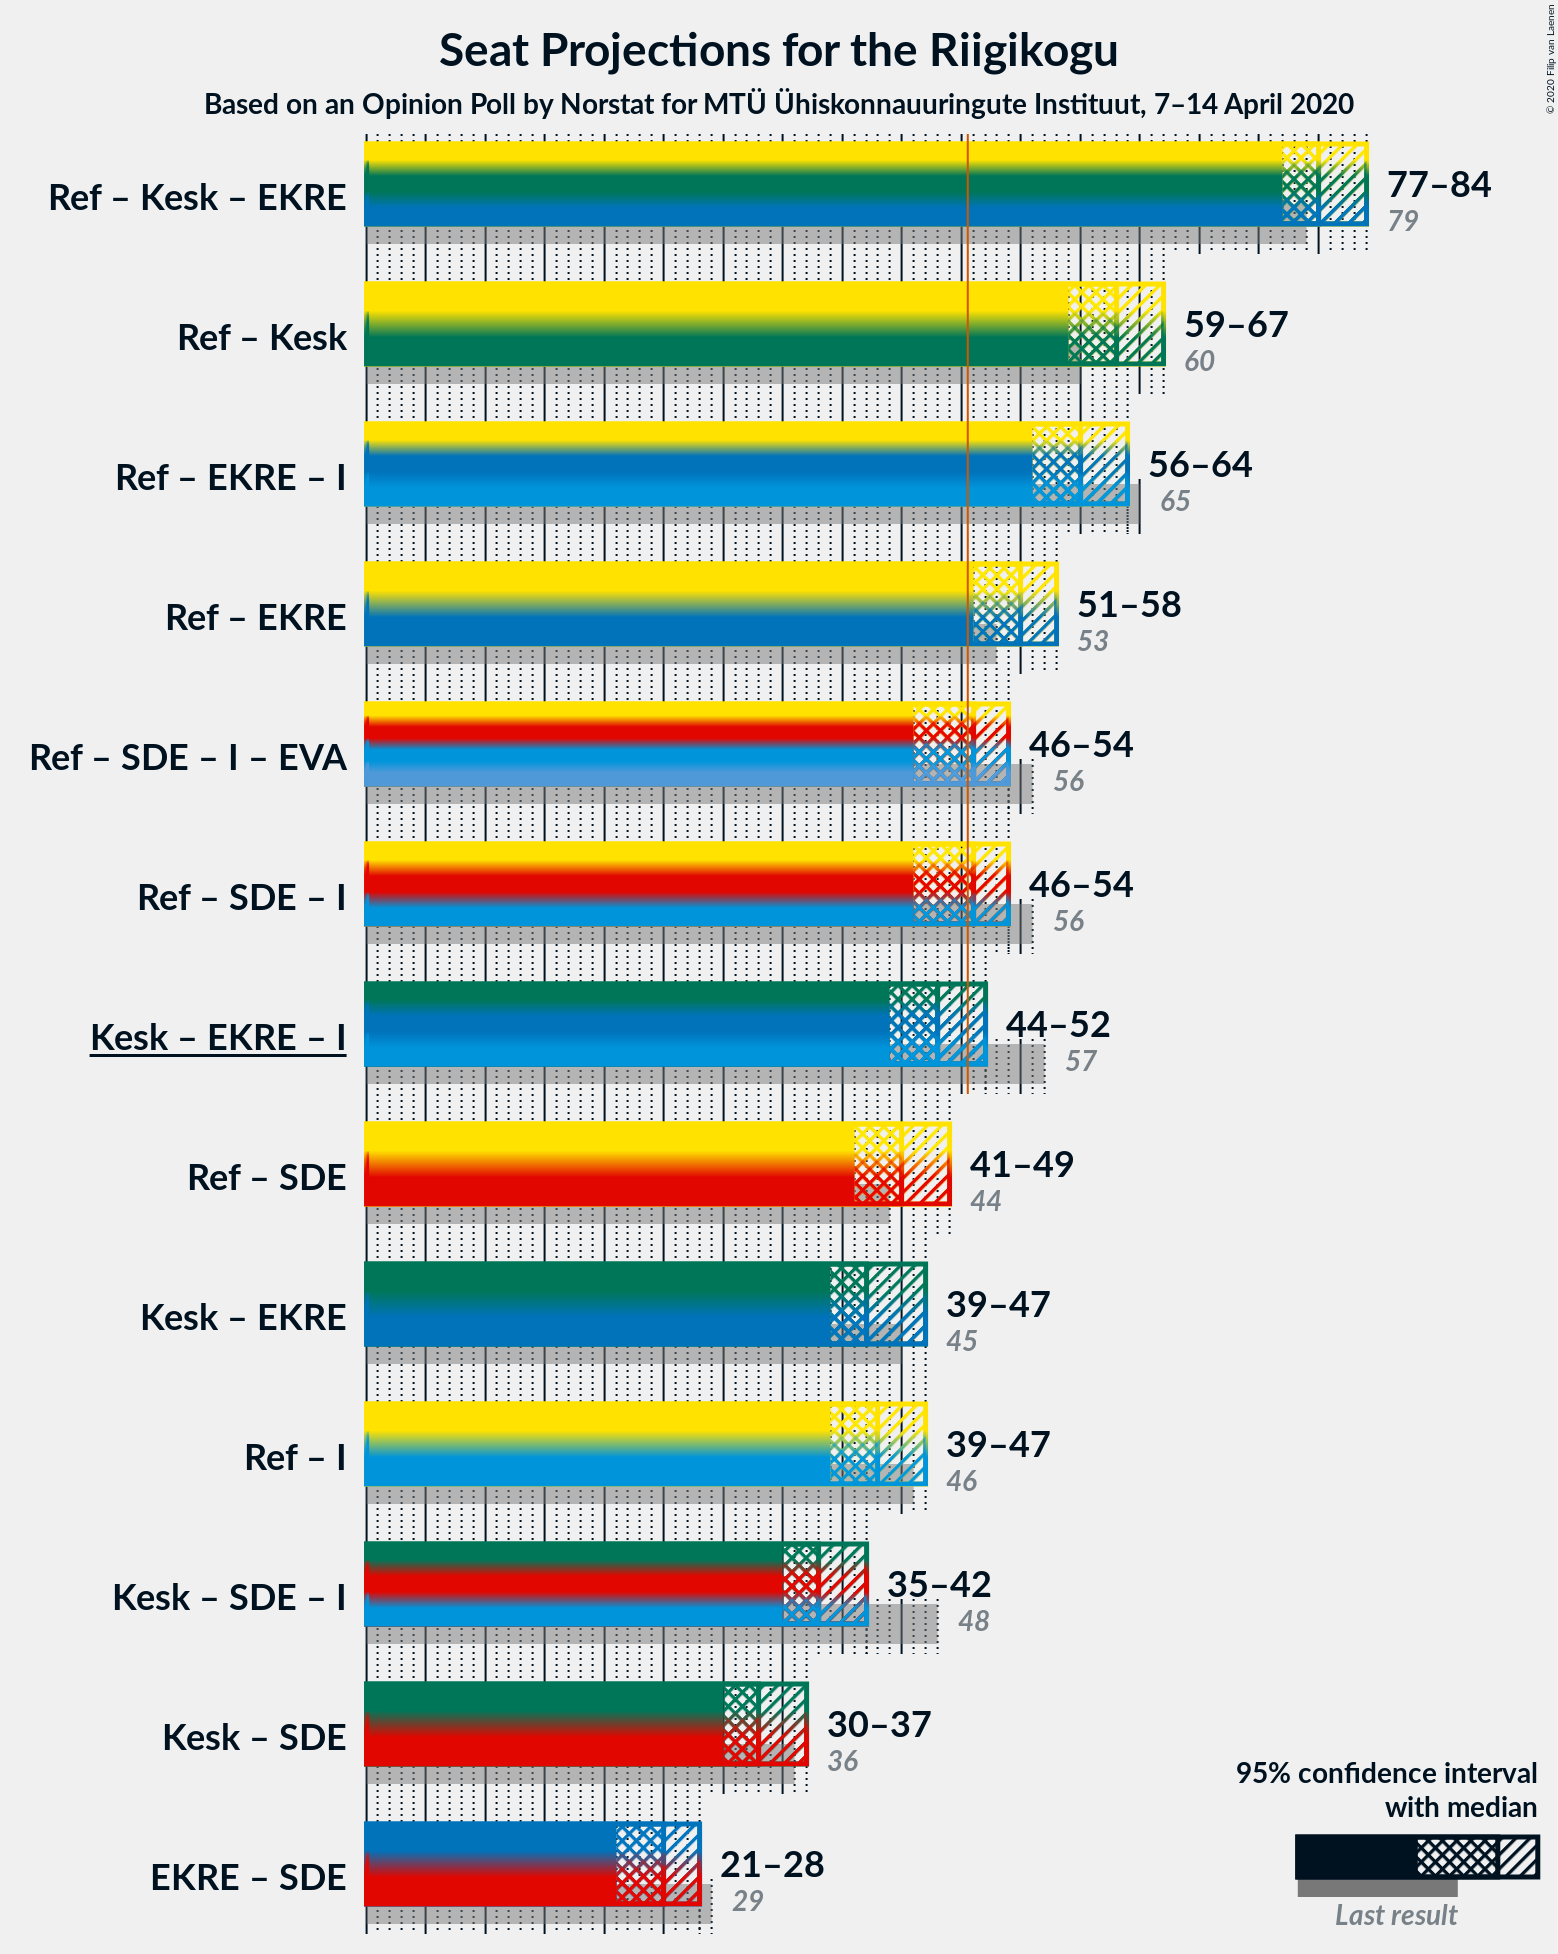 Seat Projections for the Riigikogu
Based on an Opinion Poll by Norstat for MTÜ Ühiskonnauuringute Instituut, 7–14 April 2020
© 2020 Filip van Laenen
Ref – Kesk – EKRE
77–84
79
Ref – Kesk
59–67
60
Ref – EKRE – I
56–64
65
Ref – EKRE
51–58
53
Ref – SDE – I – EVA
46–54
56
Ref – SDE – I
46–54
56
Kesk – EKRE – I
44–52
57
Ref – SDE
41–49
44
Kesk – EKRE
39–47
45
Ref – I
39–47
46
Kesk – SDE – I
35–42
48
Kesk – SDE
30–37
36
EKRE – SDE
21–28
29
95% confidence interval
with median
Last result